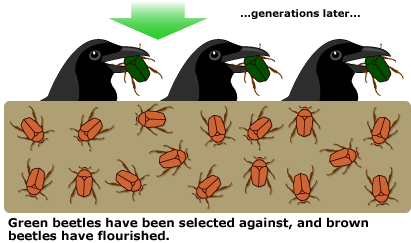 ...generations later...
Green beetles have been selected against, and brown
beetles have flourished.